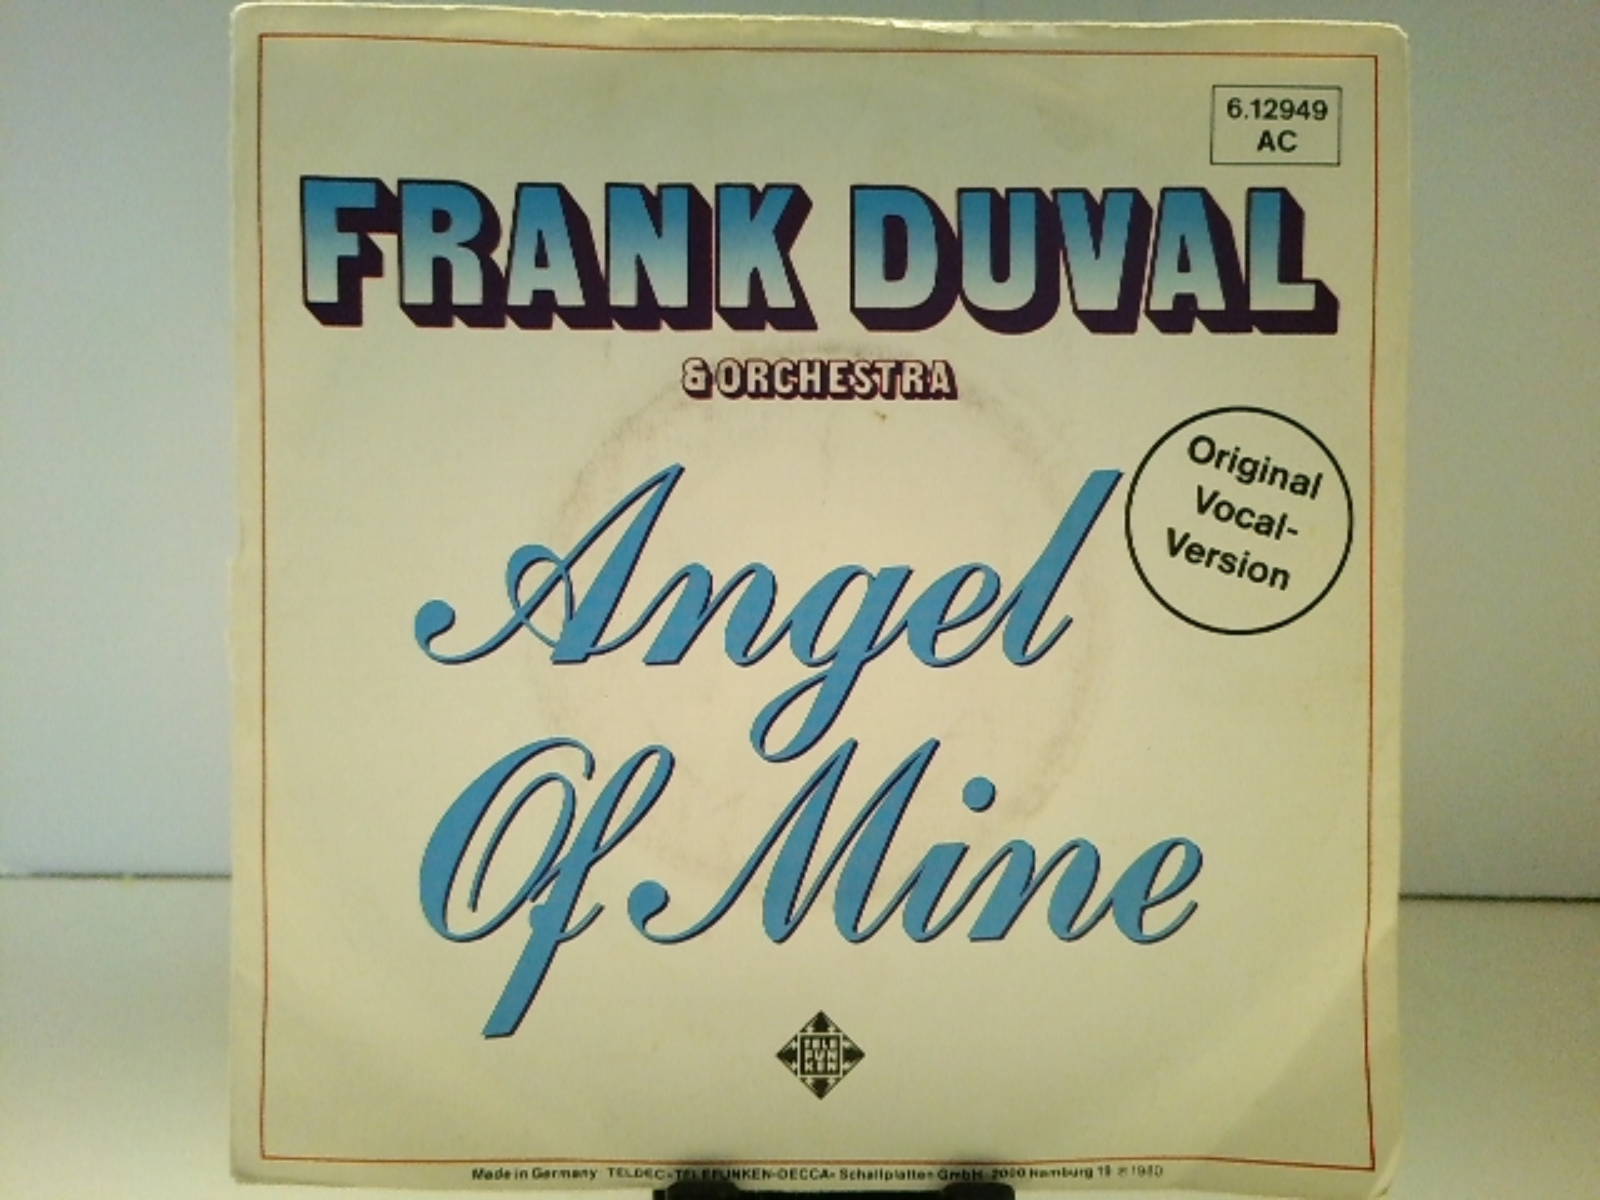 6.12949
AC
FRANK DUVAL
& ORCHESTRA
Original
Vocal-
Version
Angel
Of Mine
TELE
FUN
KEN
Made in Germany TELDEC »TELEFUNKEN-DECCA« Schallplatten GmbH · 2000 Hamburg 19 ℗ 1980